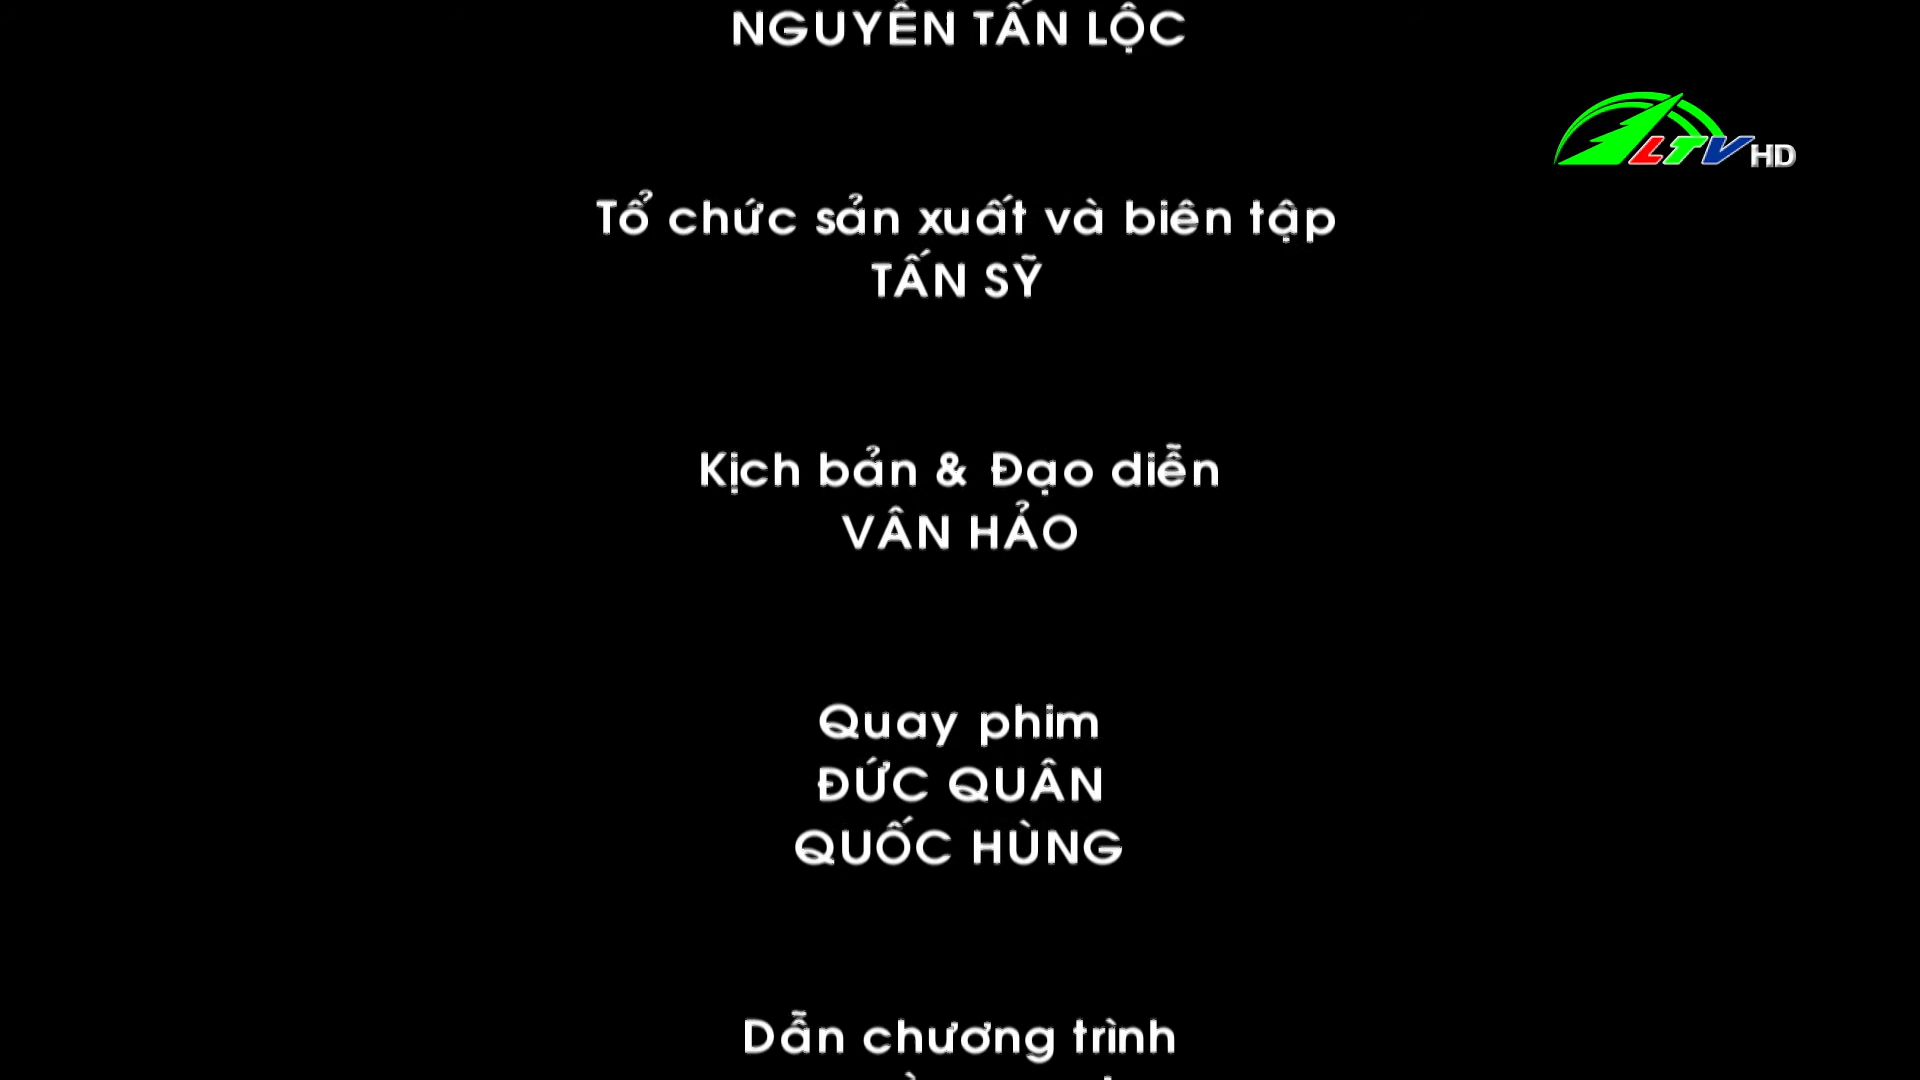 NGUYỄN TẤN LỘC
LTV HD
Tổ chức sản xuất và biên tập
TẤN SỸ
Kịch bản & Đạo diễn
VÂN HẢO
Quay phim
ĐỨC QUÂN
QUỐC HÙNG
Dẫn chương trình